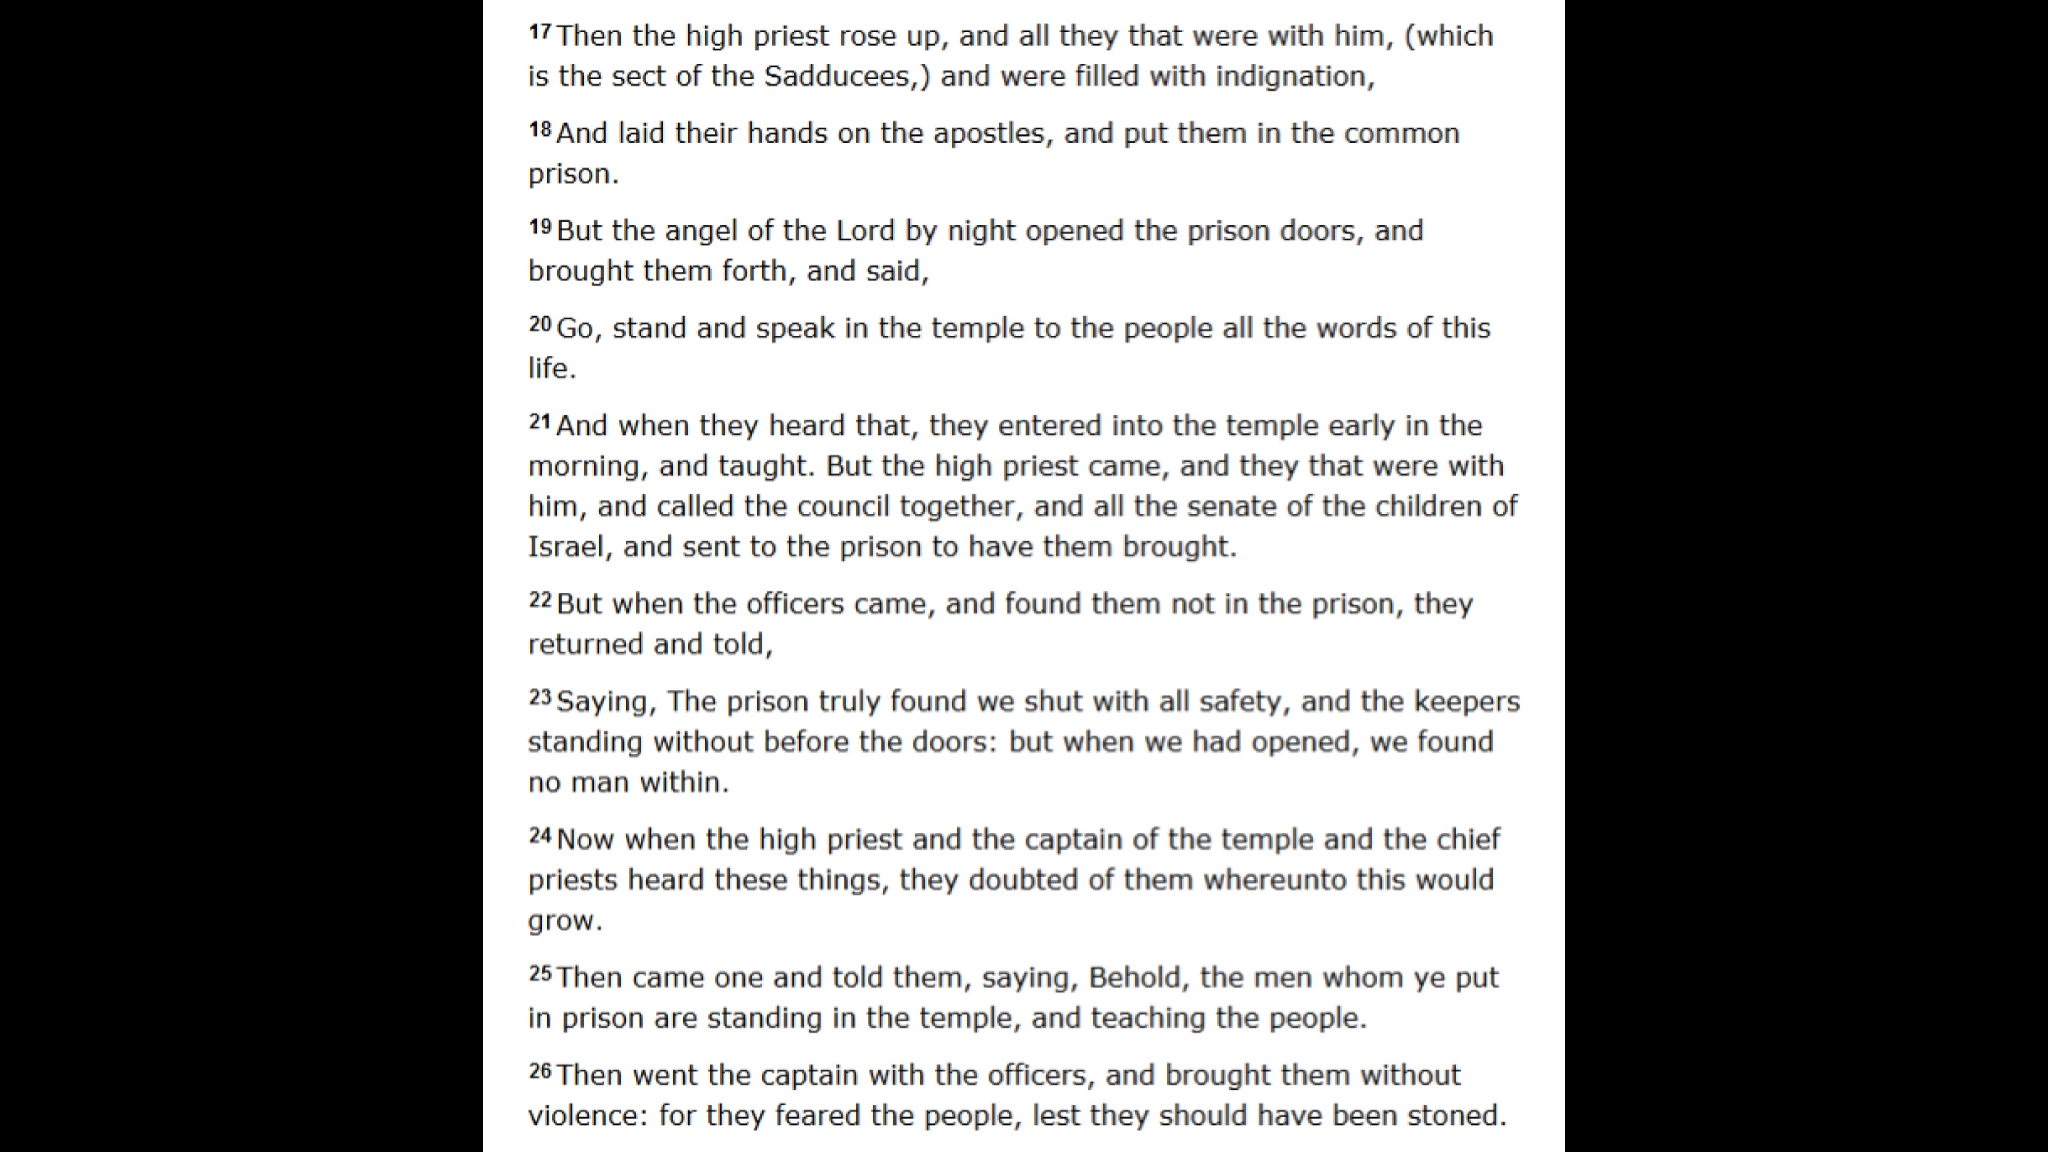 17 Then the high priest rose up, and all they that were with him, (which
is the sect of the Sadducees,) and were filled with indignation,
18 And laid their hands on the apostles, and put them in the common
prison.
19 But the angel of the Lord by night opened the prison doors, and
brought them forth, and said,
20 Go, stand and speak in the temple to the people all the words of this
life.
21 And when they heard that, they entered into the temple early in the
morning, and taught. But the high priest came, and they that were with
him, and called the council together, and all the senate of the children of
Israel, and sent to the prison to have them brought.
22 But when the officers came, and found them not in the prison, they
returned and told,
23 Saying, The prison truly found we shut with all safety, and the keepers
standing without before the doors: but when we had opened, we found
no man within.
24 Now when the high priest and the captain of the temple and the chief
priests heard these things, they doubted of them whereunto this would
grow.
25 Then came one and told them, saying, Behold, the men whom ye put
in prison are standing in the temple, and teaching the people.
26 Then went the captain with the officers, and brought them without
violence: for they feared the people, lest they should have been stoned.